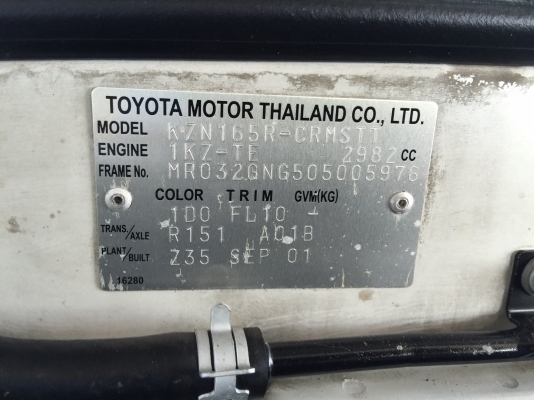 TOYOTA MOTOR THAILAND CO., LTD.
MODEL KZN165R-CRMSTT
ENGINE 1KZ-TE 2982 CC
FRAME No. MR032GNG505005976
COLOR TRIM GVM(KG)
1D0 FL10 -
TRANS./AXLE R151 A01B
PLANT/BUILT Z35 SEP 01
16280